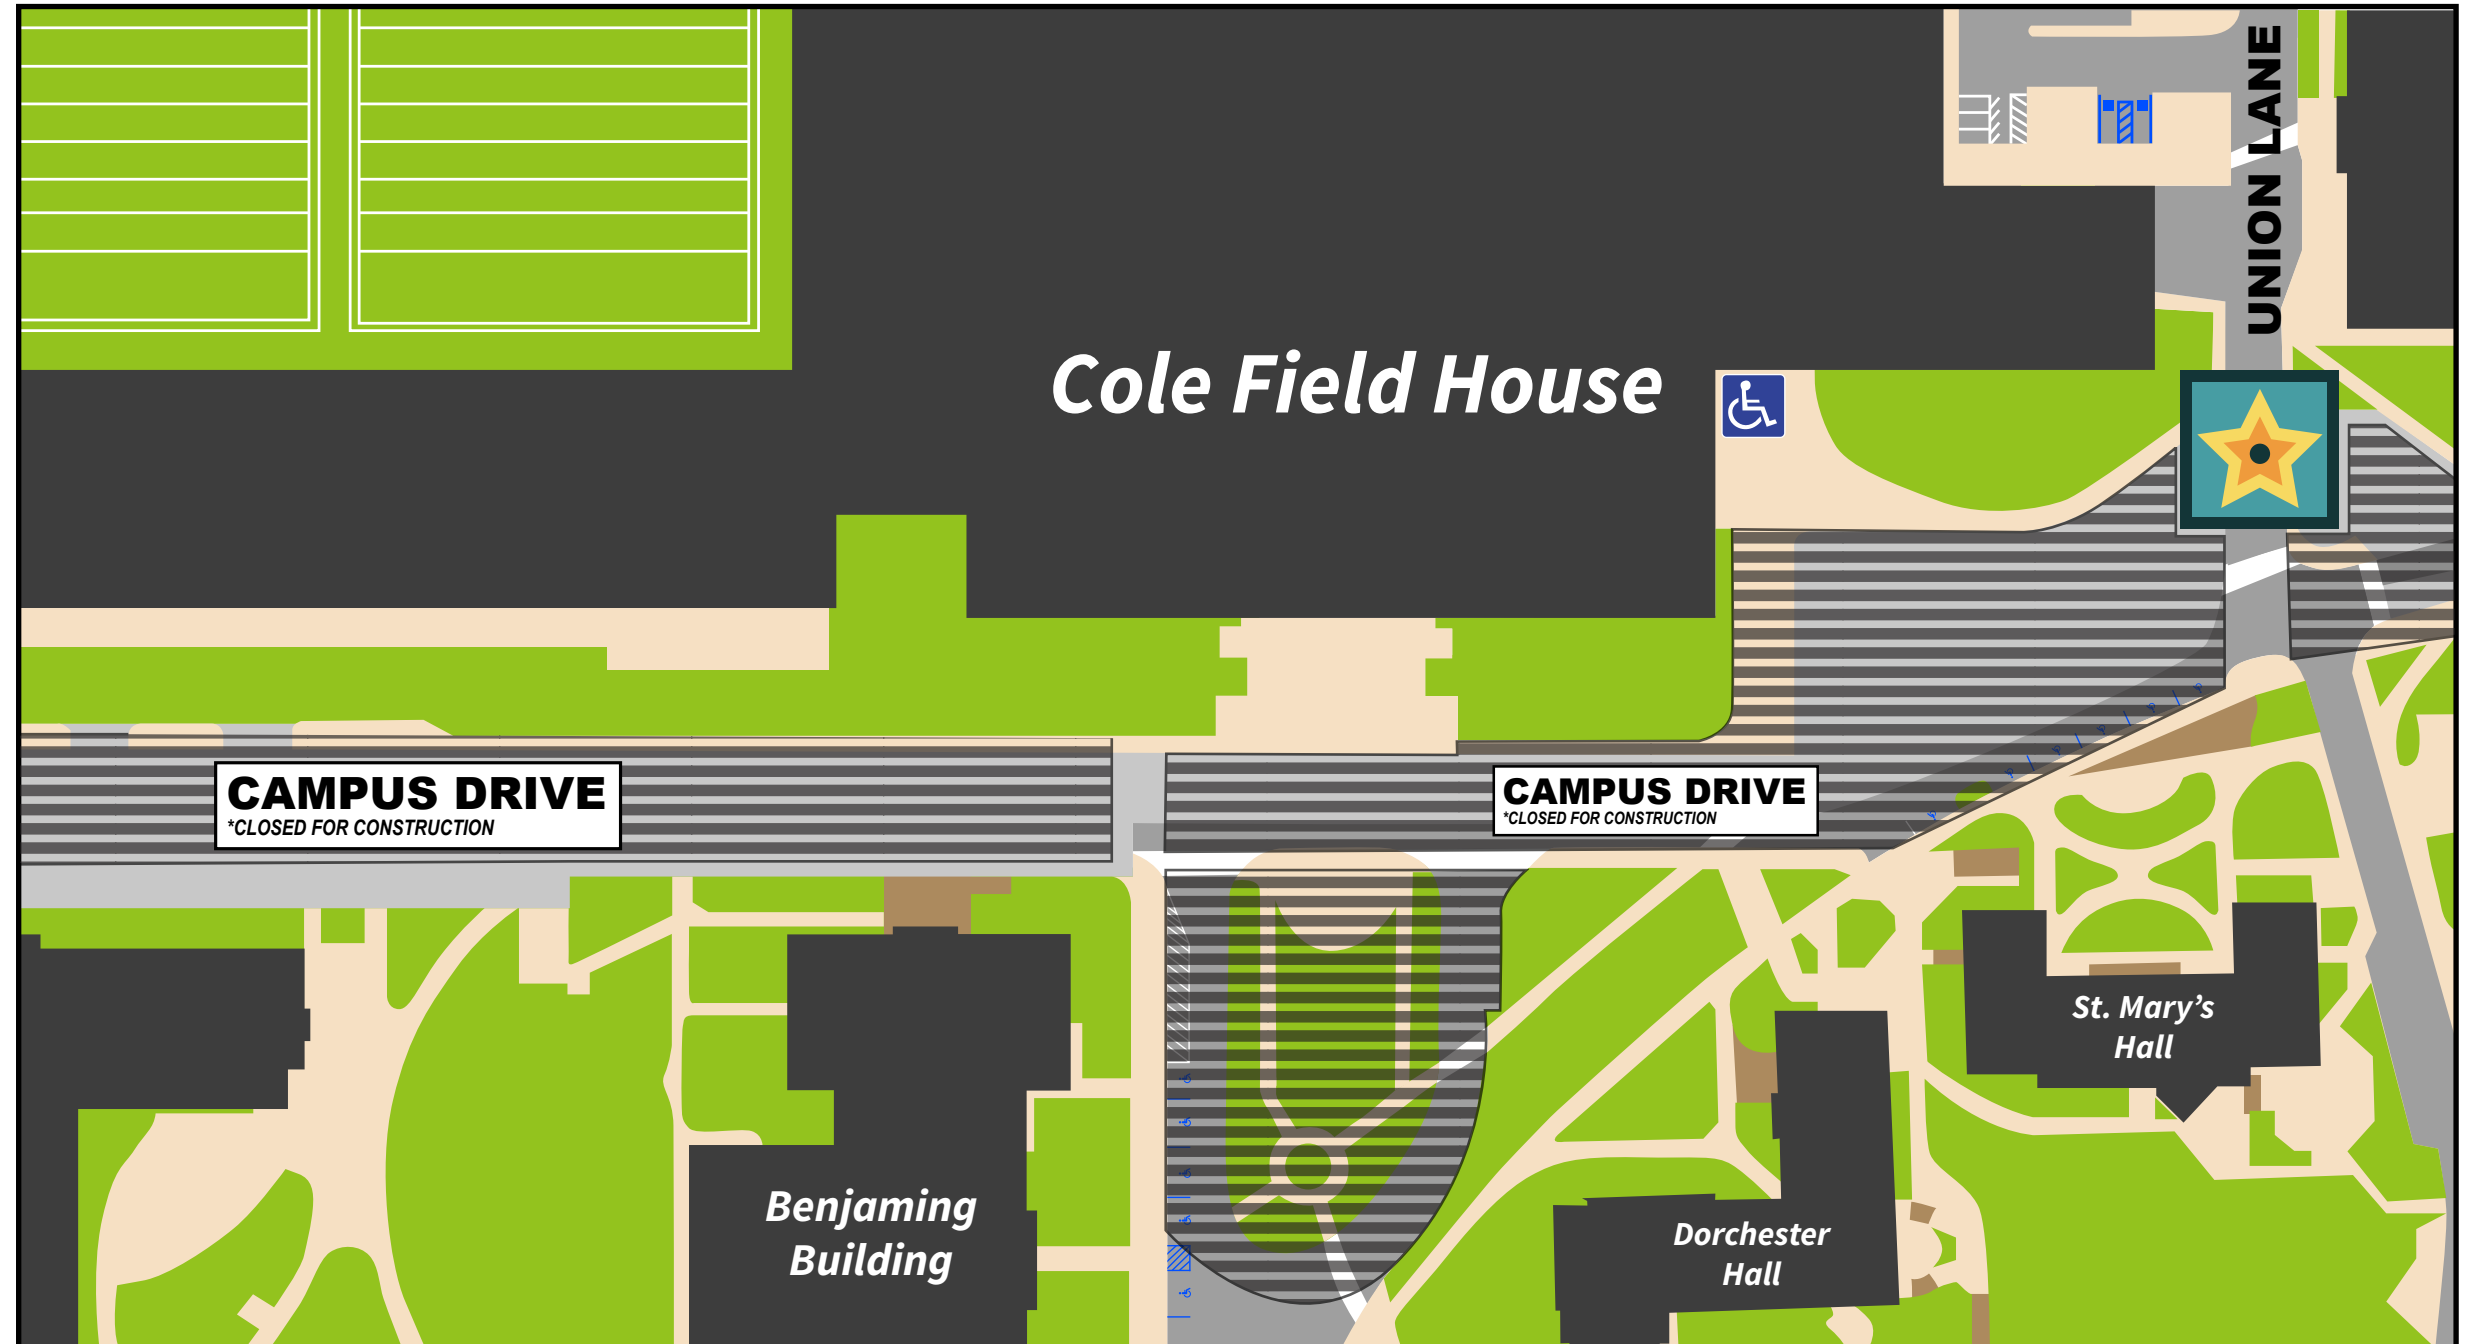 UNION LANE
Cole Field House
CAMPUS DRIVE
*CLOSED FOR CONSTRUCTION
CAMPUS DRIVE
*CLOSED FOR CONSTRUCTION
St. Mary’s
Hall
Benjaming
Building
Dorchester
Hall